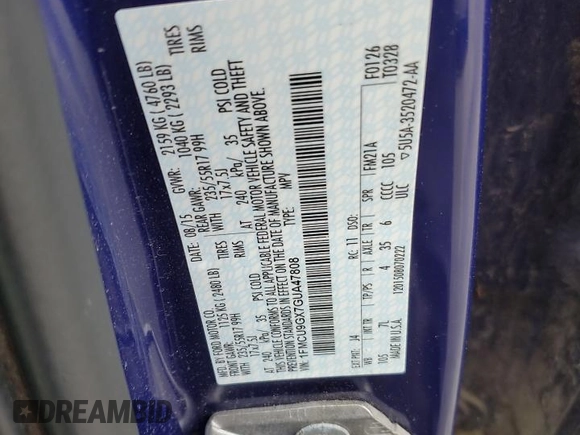 MFD. BY FORD MOTOR CO.
DATE: 08/15 GVWR: 2159 KG ( 4760 LB)
FRONT GAWR: 1125 KG ( 2480 LB) REAR GAWR: 1040 KG ( 2293 LB)
WITH 235/55R17 99H TIRES WITH 235/55R17 99H TIRES
17x7.5J RIMS 17x7.5J RIMS
AT 240 kPa/ 35 PSI COLD AT 240 kPa/ 35 PSI COLD
THIS VEHICLE CONFORMS TO ALL APPLICABLE FEDERAL MOTOR VEHICLE SAFETY AND THEFT
PREVENTION STANDARDS IN EFFECT ON THE DATE OF MANUFACTURE SHOWN ABOVE.
VIN: 1FMCU9GX7GUA47808
TYPE: MPV
F0126
T0328
EXT PNT: J4 RC: 11 DSO: FM21A
WB INT TR TP/PS R AXLE TR SPR
105 7L 4 35 6 CCCC 105
MADE IN U.S.A. ULC
5U5A-3520472-AA
DREAMBID